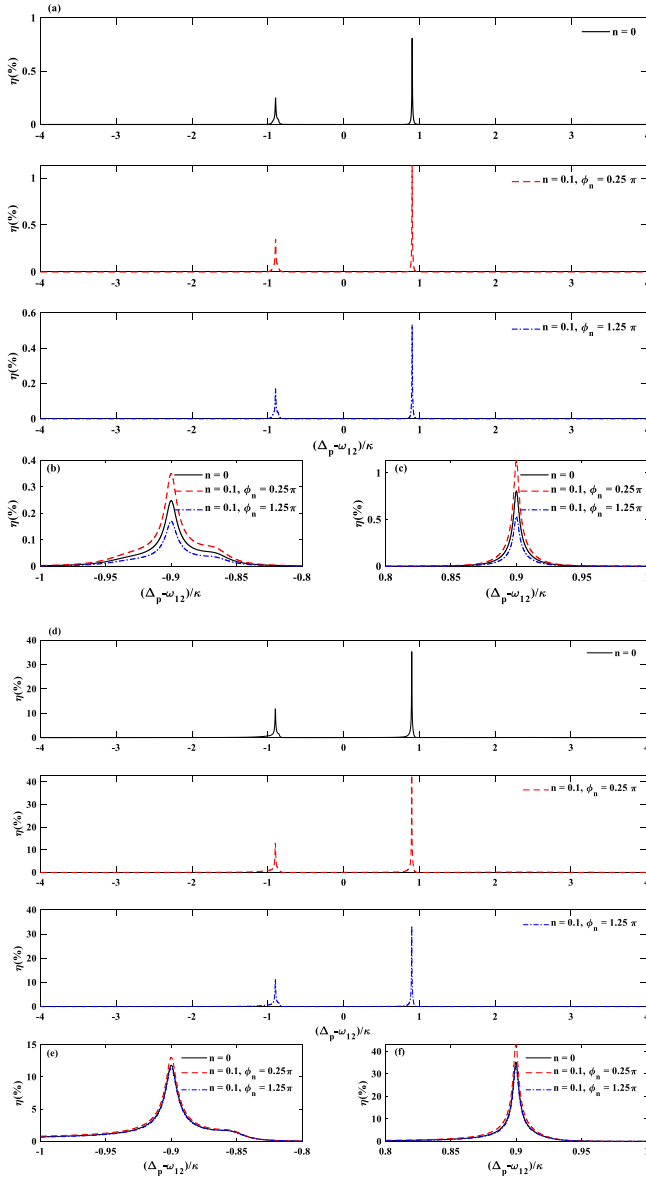 (a)
n = 0
η(%)
1
0.5
0
-4 -3 -2 -1 0 1 2 3 4
n = 0.1, ϕn = 0.25 π
η(%)
1
0.5
0
-4 -3 -2 -1 0 1 2 3 4
n = 0.1, ϕn = 1.25 π
η(%)
0.6
0.4
0.2
0
-4 -3 -2 -1 0 1 2 3 4
(Δp-ω12)/κ
(b)
n = 0
n = 0.1, ϕn = 0.25π
n = 0.1, ϕn = 1.25π
η(%)
0.4
0.3
0.2
0.1
0
-1 -0.95 -0.9 -0.85 -0.8
(Δp-ω12)/κ
(c)
n = 0
n = 0.1, ϕn = 0.25π
n = 0.1, ϕn = 1.25π
η(%)
1
0.5
0
0.8 0.85 0.9 0.95 1
(Δp-ω12)/κ
(d)
n = 0
η(%)
40
30
20
10
0
-4 -3 -2 -1 0 1 2 3 4
n = 0.1, ϕn = 0.25 π
η(%)
40
30
20
10
0
-4 -3 -2 -1 0 1 2 3 4
n = 0.1, ϕn = 1.25 π
η(%)
40
30
20
10
0
-4 -3 -2 -1 0 1 2 3 4
(Δp-ω12)/κ
(e)
n = 0
n = 0.1, ϕn = 0.25π
n = 0.1, ϕn = 1.25π
η(%)
15
10
5
0
-1 -0.95 -0.9 -0.85 -0.8
(Δp-ω12)/κ
(f)
n = 0
n = 0.1, ϕn = 0.25π
n = 0.1, ϕn = 1.25π
η(%)
40
30
20
10
0
0.8 0.85 0.9 0.95 1
(Δp-ω12)/κ